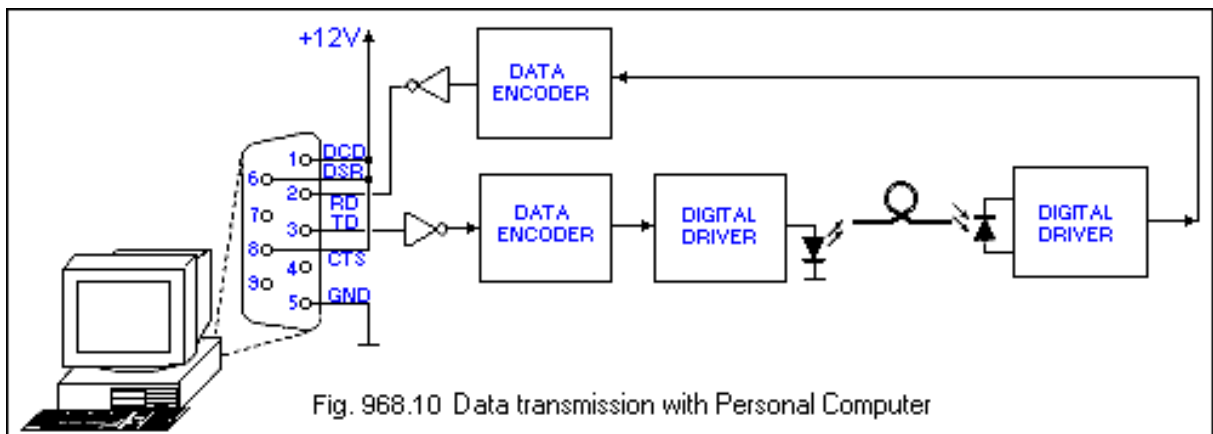 +12V
DATA
ENCODER
1 DCD
6 DSR
2 RD
7
3 TD
DATA
ENCODER
DIGITAL
DRIVER
DIGITAL
DRIVER
8
4 CTS
9
5 GND
Fig. 968.10 Data transmission with Personal Computer